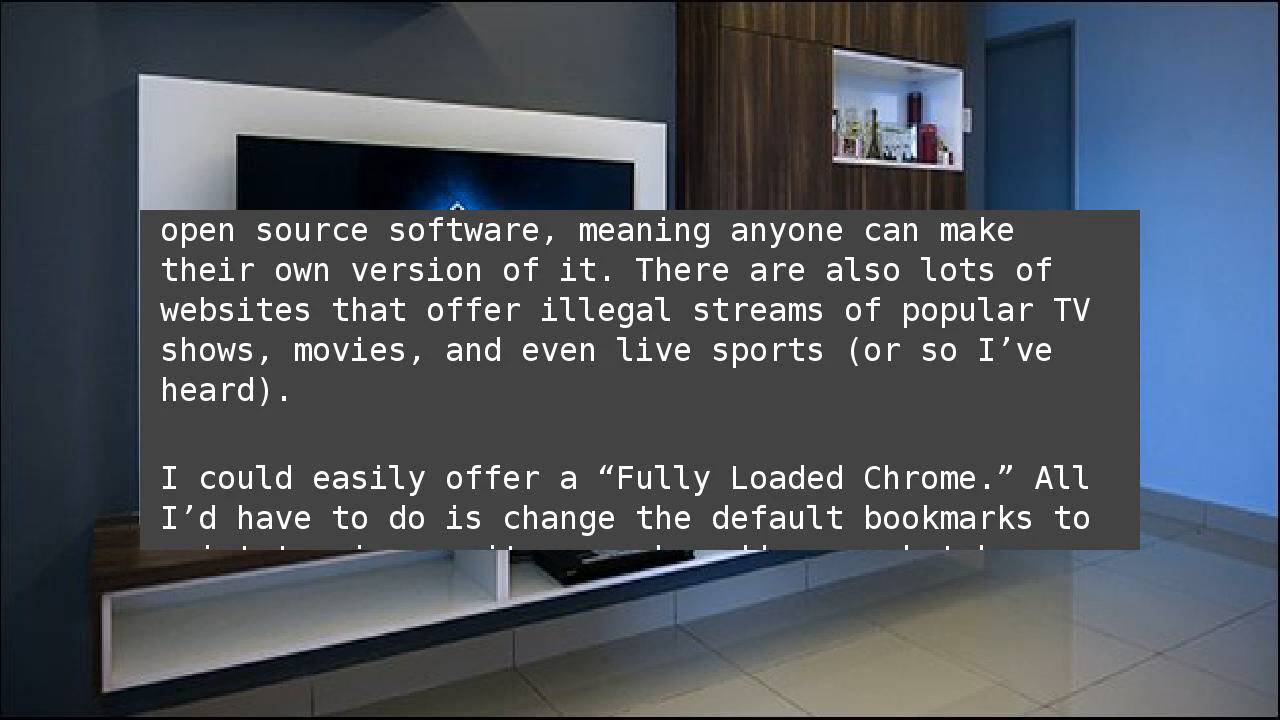 open source software, meaning anyone can make
their own version of it. There are also lots of
websites that offer illegal streams of popular TV
shows, movies, and even live sports (or so I’ve
heard).
I could easily offer a “Fully Loaded Chrome.” All
I’d have to do is change the default bookmarks to